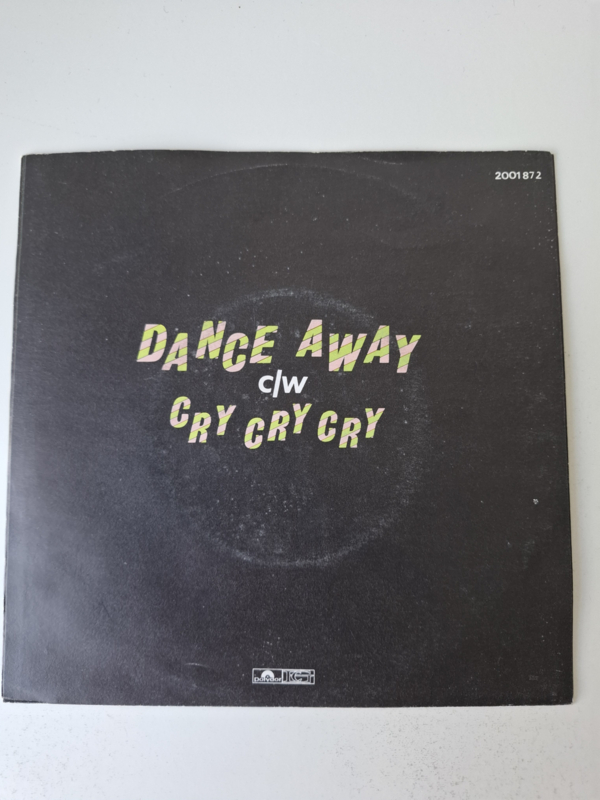 2001 872
DANCE AWAY
c/w
CRY CRY CRY
polydor